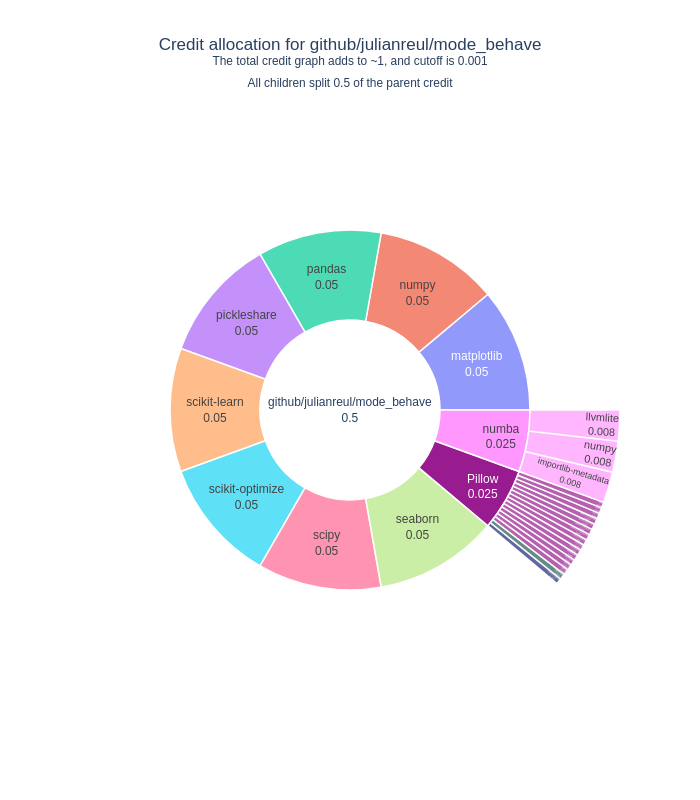 Credit allocation for github/julianreul/mode_behave
The total credit graph adds to ~1, and cutoff is 0.001
All children split 0.5 of the parent credit
pandas
0.05
numpy
0.05
pickleshare
0.05
matplotlib
0.05
scikit-learn
0.05
github/julianreul/mode_behave
0.5
numba
0.025
llvmlite
0.008
numpy
0.008
importlib-metadata
0.008
Pillow
0.025
scikit-optimize
0.05
seaborn
0.05
scipy
0.05